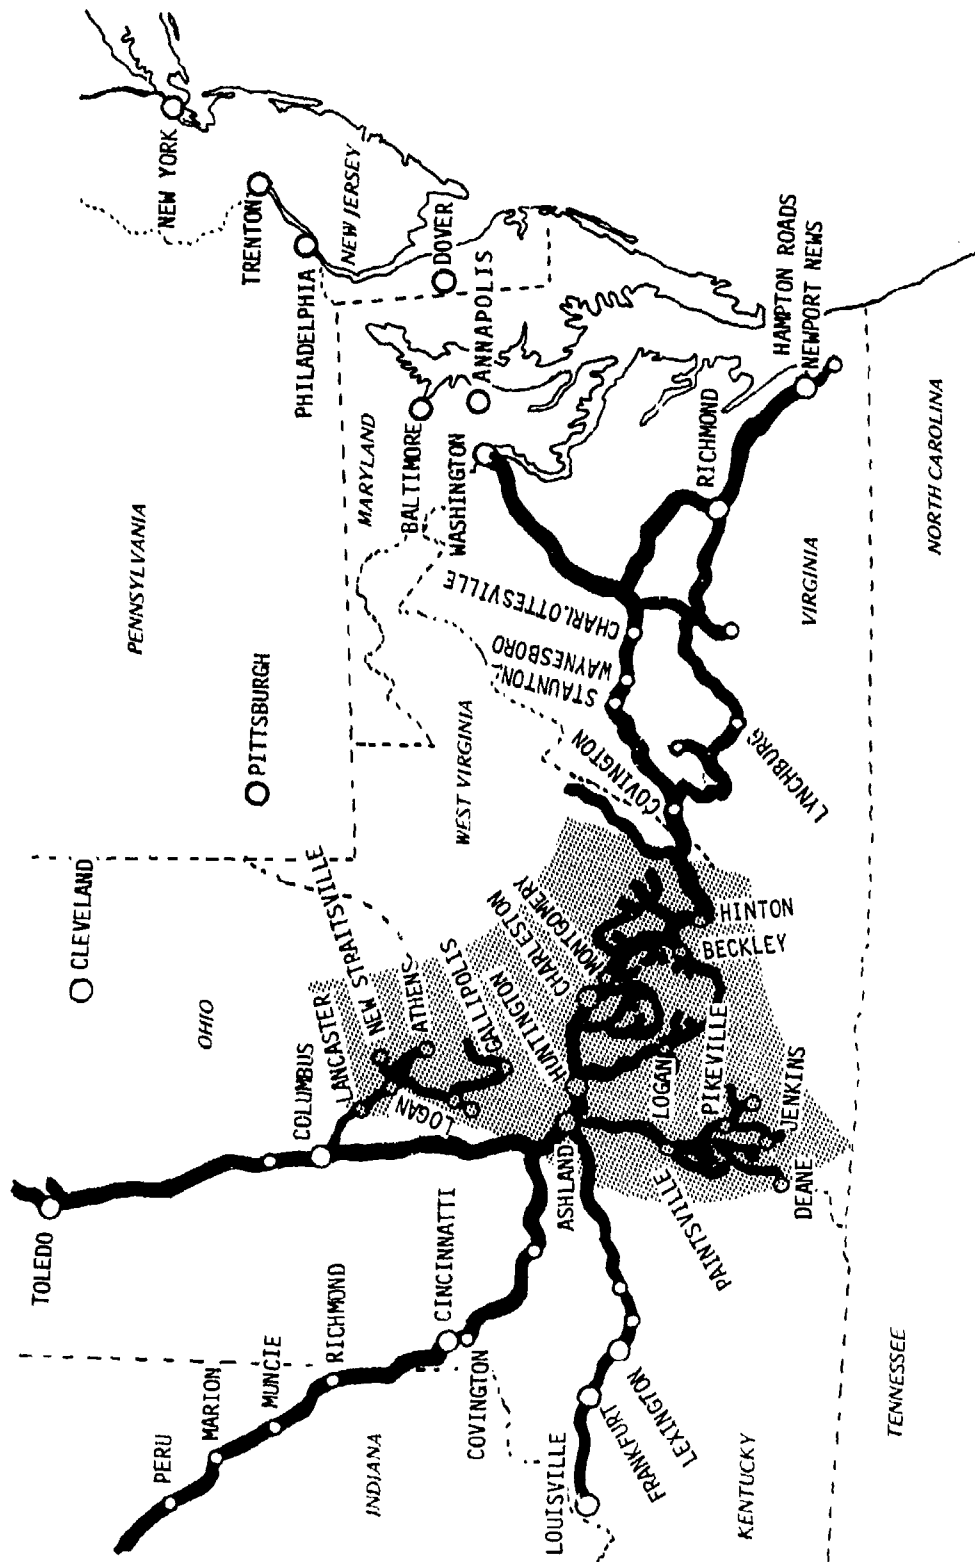 NEW YORK
TRENTON
PHILADELPHIA
NEW JERSEY
DOVER
ANNAPOLIS
BALTIMORE
MARYLAND
WASHINGTON
PENNSYLVANIA
PITTSBURGH
CLEVELAND
OHIO
WEST VIRGINIA
HAMPTON ROADS
NEWPORT NEWS
RICHMOND
VIRGINIA
NORTH CAROLINA
CHARLOTTESVILLE
WAYNESBORO
STAUNTON
COVINGTON
LYNCHBURG
HINTON
BECKLEY
MONTGOMERY
CHARLESTON
HUNTINGTON
GALLIPOLIS
ATHENS
NEW STRAITSVILLE
LANCASTER
LOGAN
COLUMBUS
TOLEDO
ASHLAND
LOGAN
PIKEVILLE
JENKINS
DEANE
PAINTSVILLE
CINCINNATTI
COVINGTON
RICHMOND
MUNCIE
MARION
PERU
INDIANA
LOUISVILLE
FRANKFURT
LEXINGTON
KENTUCKY
TENNESSEE